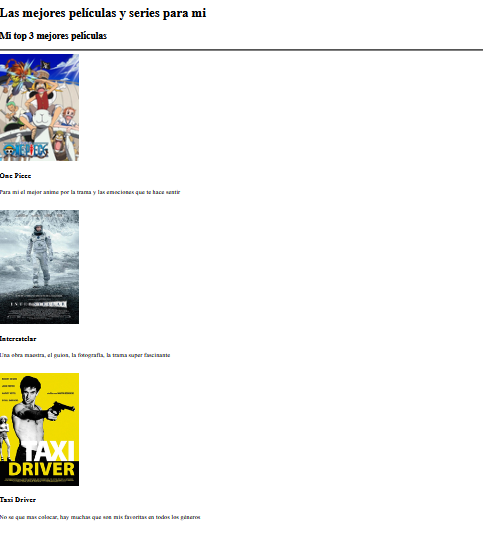 Las mejores películas y series para mi
Mi top 3 mejores películas
ONE PIECE
One Piece
Para mi el mejor anime por la trama y las emociones que te hace sentir
Interestelar
Una obra maestra, el guion, la fotografía, la trama super fascinante
TAXI
DRIVER
Taxi Driver
No se que mas colocar, hay muchas que son mis favoritas en todos los géneros